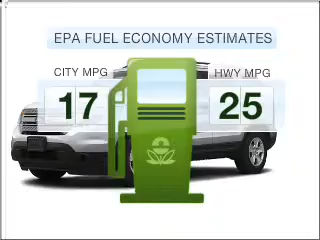 EPA FUEL ECONOMY ESTIMATES
CITY MPG
HWY MPG
17
25